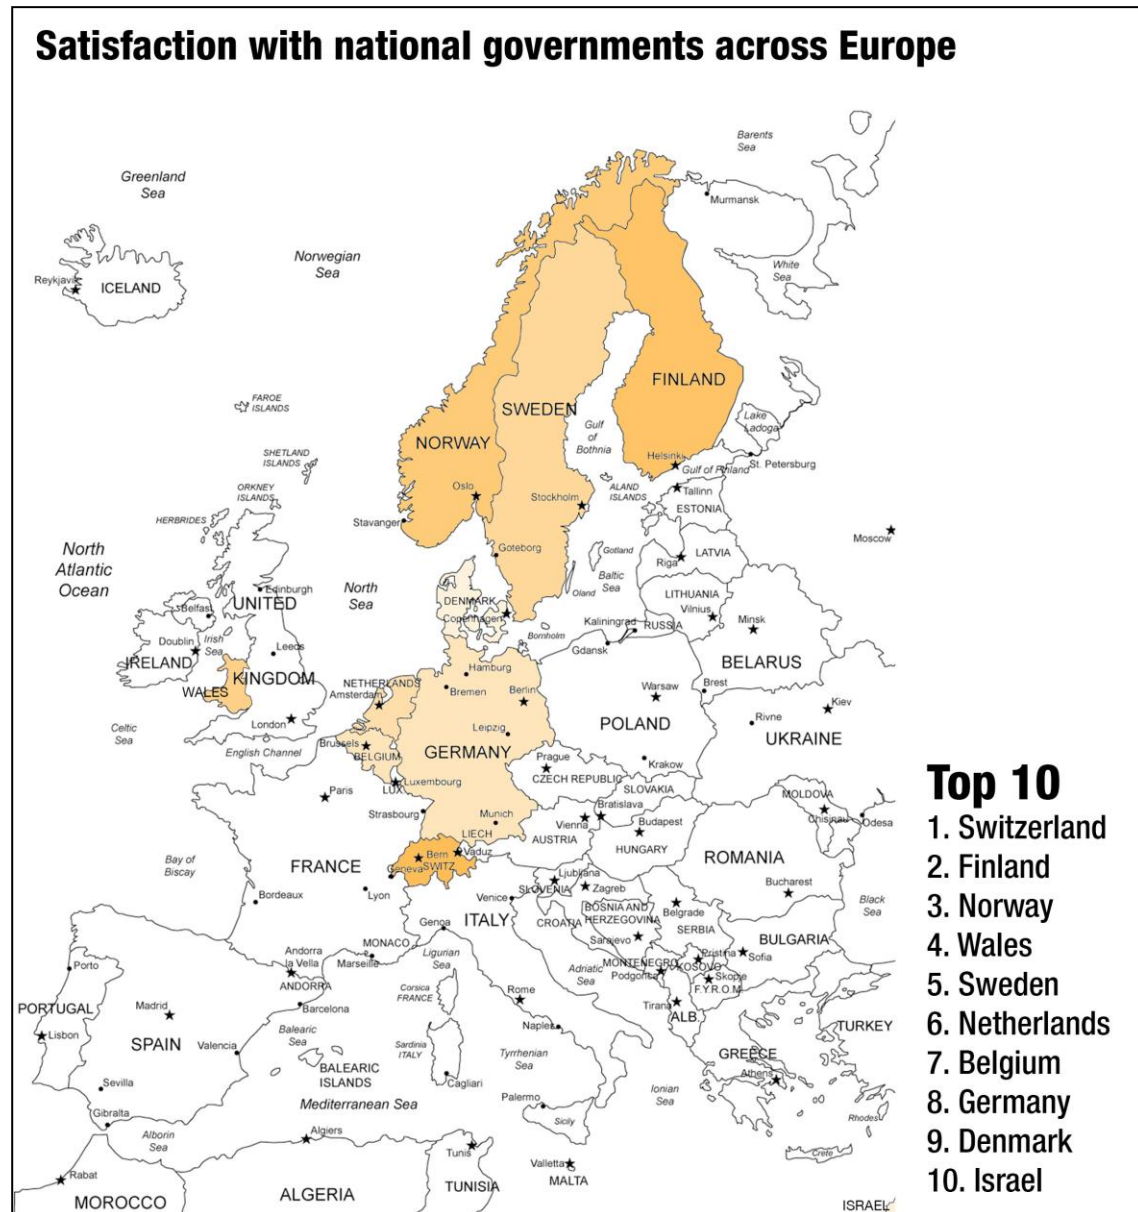 Satisfaction with national governments across Europe
Barents
Sea
Greenland
Sea
Murmansk
Norwegian
Sea
White
Sea
Reykjavik
ICELAND
FINLAND
FAROE
ISLANDS
SWEDEN
Lake
Ladoga
Gulf
of
Bothnia
NORWAY
SHETLAND
ISLANDS
Helsinki
Gulf of Finland
St. Petersburg
ORKNEY
ISLANDS
Oslo
ALAND
ISLANDS
Tallinn
Stockholm
ESTONIA
HERBRIDES
Stavanger
Moscow
North
Atlantic
Ocean
Goteborg
Gotland
LATVIA
Riga
Baltic
Sea
Edinburgh
North
Sea
Oland
LITHUANIA
Vilnius
UNITED
DENMARK
Copenhagen
Belfast
Kaliningrad
RUSSIA
Minsk
Bornholm
Doublin
Irish
Sea
Leeds
Gdansk
IRELAND
BELARUS
Hamburg
KINGDOM
WALES
NETHERLANDS
Amsterdam
Bremen
Berlin
Warsaw
Brest
Kiev
London
Celtic
Sea
Leipzig
POLAND
Rivne
UKRAINE
English Channel
Brussels
BELGIUM
GERMANY
Prague
Krakow
CZECH REPUBLIC
Luxembourg
LUX
SLOVAKIA
Top 10
Paris
MOLDOVA
Bratislava
Strasbourg
Munich
Vienna
Budapest
Chisinau
Odesa
1. Switzerland
LIECH
AUSTRIA
HUNGARY
Bern
Vaduz
ROMANIA
2. Finland
Bay of
Biscay
FRANCE
Geneva
SWITZ
Ljubljana
SLOVENIA
Zagreb
Bucharest
Lyon
Bordeaux
Venice
3. Norway
BOSNIA AND
HERZEGOVINA
Belgrade
Black
Sea
ITALY
CROATIA
Genoa
SERBIA
4. Wales
MONACO
Sarajevo
BULGARIA
Andorra
la Vella
Marseille
Ligurian
Sea
Pristina
Sofia
Porto
MONTENEGRO
KOSOVO
Adriatic
Sea
Podgorica
Skopje
5. Sweden
ANDORRA
Corsica
FRANCE
F.Y.R.O.M
Rome
PORTUGAL
Madrid
Barcelona
Tirana
ALB.
6. Netherlands
Lisbon
Balearic
Sea
Naples
TURKEY
SPAIN
Valencia
Sardinia
ITALY
GREECE
7. Belgium
BALEARIC
ISLANDS
Tyrrhenian
Sea
Athens
Sevilla
Cagliari
Ionian
Sea
8. Germany
Mediterranean Sea
Palermo
Gibralta
Sicily
Rhodes
9. Denmark
Alborin
Sea
Algiers
Tunis
Crete
Valletta
MALTA
Rabat
10. Israel
MOROCCO
ALGERIA
TUNISIA
ISRAEL